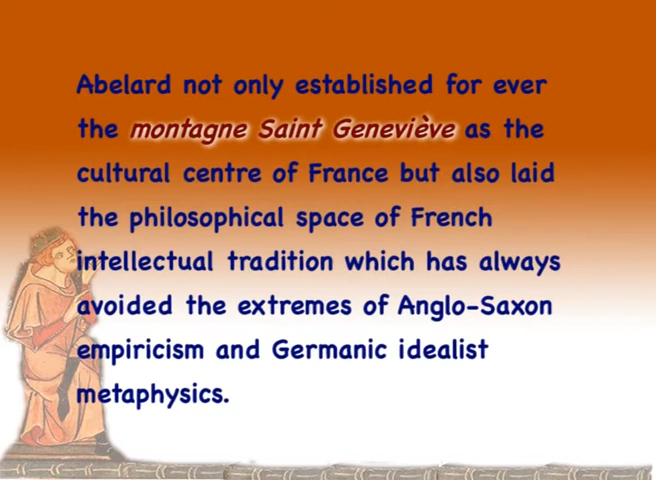 Abelard not only established for ever
the montagne Saint Geneviève as the
cultural centre of France but also laid
the philosophical space of French
intellectual tradition which has always
avoided the extremes of Anglo-Saxon
empiricism and Germanic idealist
metaphysics.